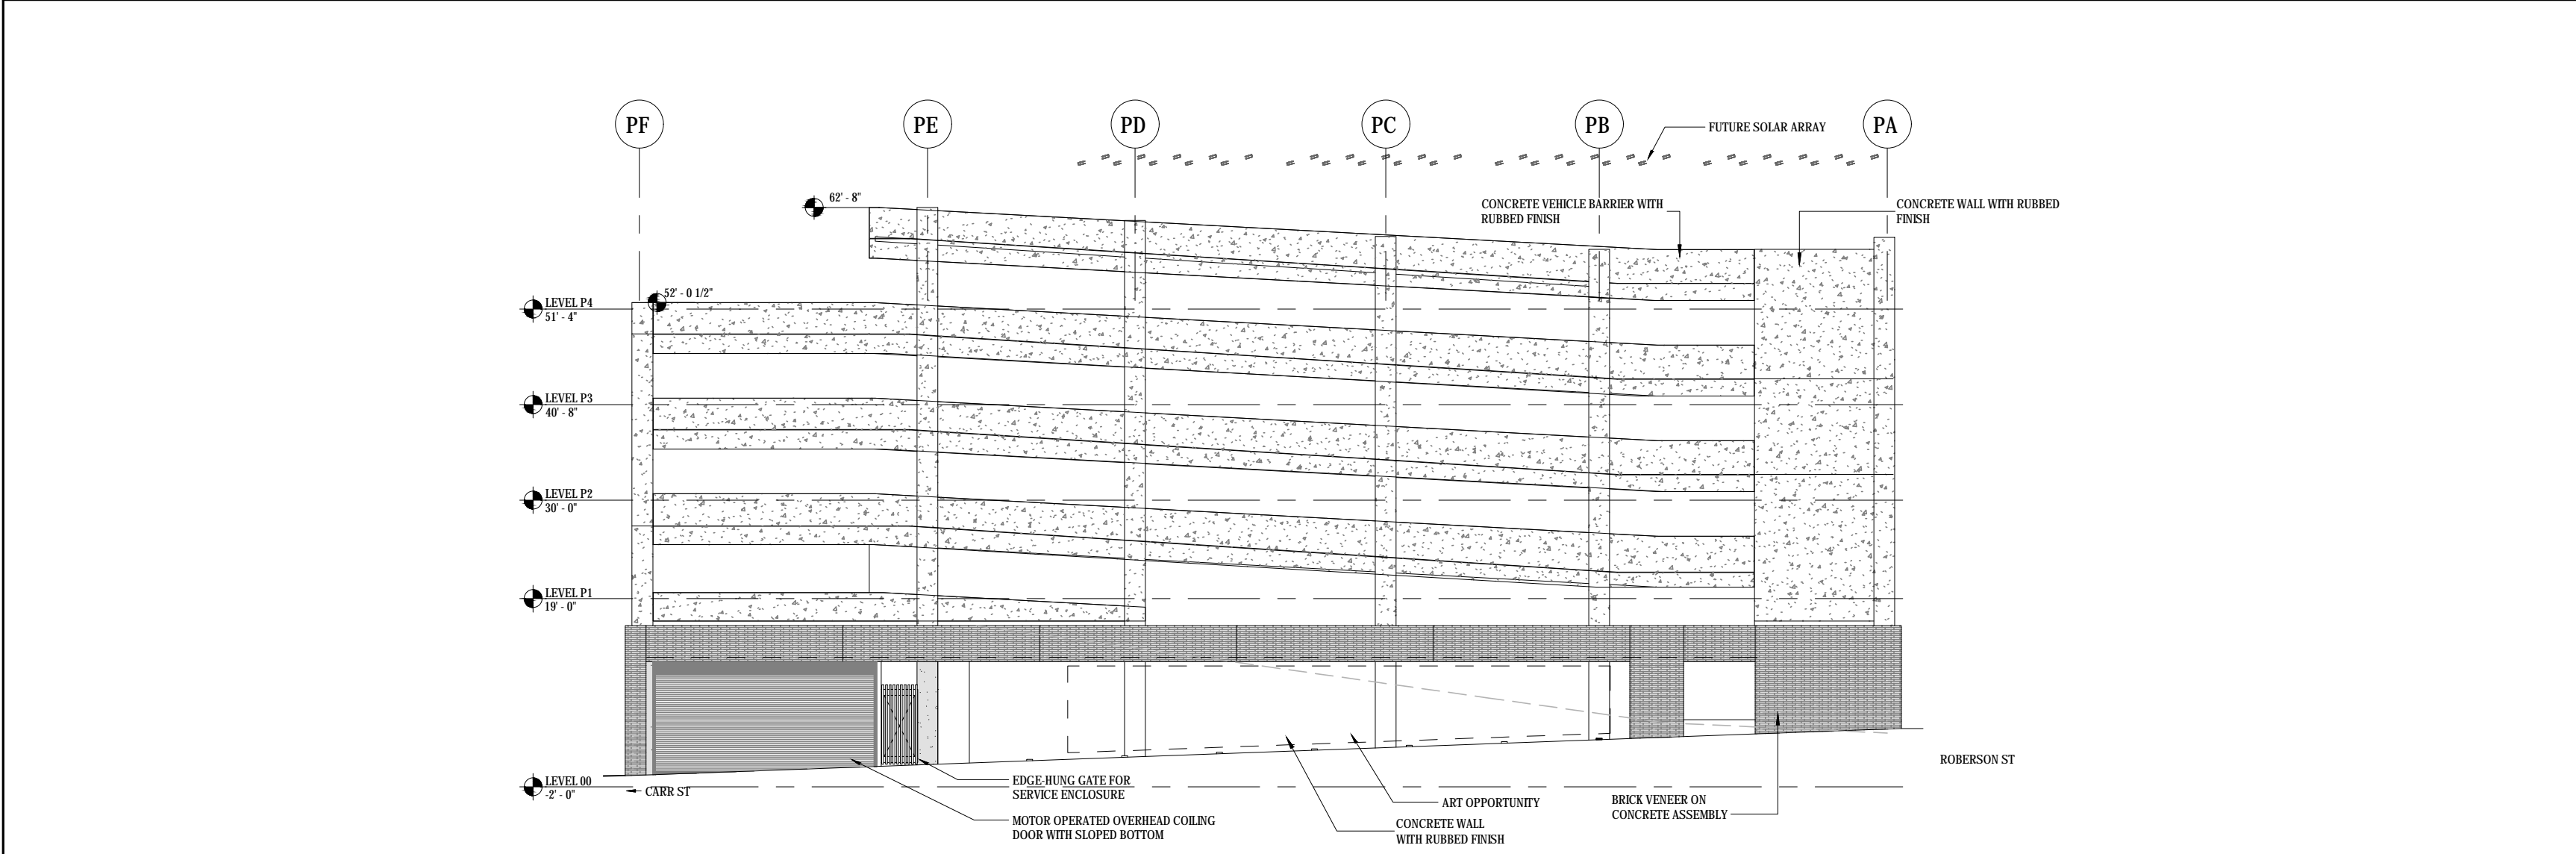 PF
PE
PD
PC
PB
PA
FUTURE SOLAR ARRAY
62' - 8"
CONCRETE VEHICLE BARRIER WITH
RUBBED FINISH
CONCRETE WALL WITH RUBBED
FINISH
52' - 0 1/2"
LEVEL P4
51' - 4"
LEVEL P3
40' - 8"
LEVEL P2
30' - 0"
LEVEL P1
19' - 0"
LEVEL 00
-2' - 0"
CARR ST
ROBERSON ST
EDGE-HUNG GATE FOR
SERVICE ENCLOSURE
MOTOR OPERATED OVERHEAD COILING
DOOR WITH SLOPED BOTTOM
ART OPPORTUNITY
CONCRETE WALL
WITH RUBBED FINISH
BRICK VENEER ON
CONCRETE ASSEMBLY